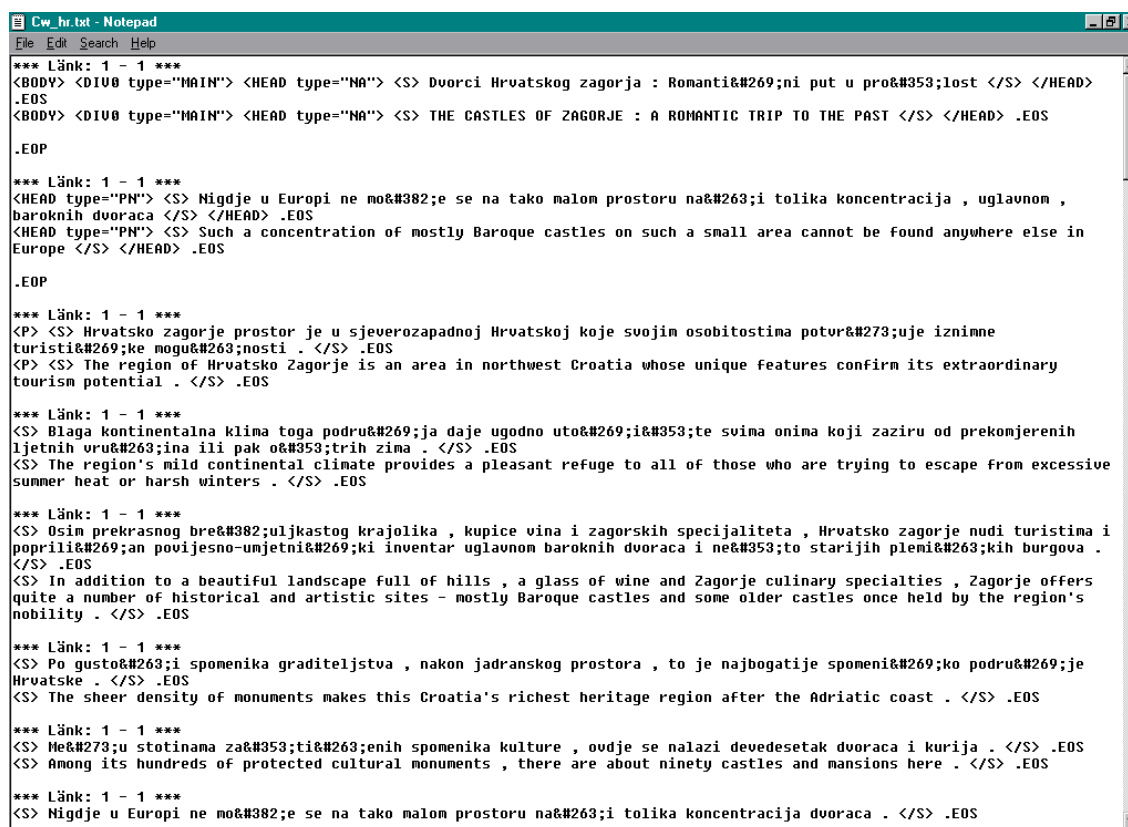 Cw_hr.txt - Notepad
File Edit Search Help
*** Länk: 1 - 1 ***
<BODY> <DIV0 type="MAIN"> <HEAD type="NA"> <S> Dvorci Hrvatskog zagorja : Romanti&#269;ni put u pro&#353;lost </S> </HEAD>
.EOS
<BODY> <DIV0 type="MAIN"> <HEAD type="NA"> <S> THE CASTLES OF ZAGORJE : A ROMANTIC TRIP TO THE PAST </S> </HEAD> .EOS
.EOP
*** Länk: 1 - 1 ***
<HEAD type="PN"> <S> Nigdje u Europi ne mo&#382;e se na tako malom prostoru na&#263;i tolika koncentracija , uglavnom ,
baroknih dvoraca </S> </HEAD> .EOS
<HEAD type="PN"> <S> Such a concentration of mostly Baroque castles on such a small area cannot be found anywhere else in
Europe </S> </HEAD> .EOS
.EOP
*** Länk: 1 - 1 ***
<P> <S> Hrvatsko zagorje prostor je u sjeverozapadnoj Hrvatskoj koje svojim osobitostima potvr&#273;uje iznimne
turisti&#269;ke mogu&#263;nosti . </S> .EOS
<P> <S> The region of Hrvatsko Zagorje is an area in northwest Croatia whose unique features confirm its extraordinary
tourism potential . </S> .EOS
*** Länk: 1 - 1 ***
<S> Blaga kontinentalna klima toga podru&#269;ja daje ugodno uto&#269;i&#353;te svima onima koji zaziru od prekomjerenih
ljetnih vru&#263;ina ili pak o&#353;trih zima . </S> .EOS
<S> The region's mild continental climate provides a pleasant refuge to all of those who are trying to escape from excessive
summer heat or harsh winters . </S> .EOS
*** Länk: 1 - 1 ***
<S> Osim prekrasnog bre&#382;uljkastog krajolika , kupice vina i zagorskih specijaliteta , Hrvatsko zagorje nudi turistima i
poprili&#269;an povijesno-umjetni&#269;ki inventar uglavnom baroknih dvoraca i ne&#353;to starijih plemi&#263;kih burgova .
</S> .EOS
<S> In addition to a beautiful landscape full of hills , a glass of wine and Zagorje culinary specialties , Zagorje offers
quite a number of historical and artistic sites - mostly Baroque castles and some older castles once held by the region's
nobility . </S> .EOS
*** Länk: 1 - 1 ***
<S> Po gusto&#263;i spomenika graditeljstva , nakon jadranskog prostora , to je najbogatije spomeni&#269;ko podru&#269;je
Hrvatske . </S> .EOS
<S> The sheer density of monuments makes this Croatia's richest heritage region after the Adriatic coast . </S> .EOS
*** Länk: 1 - 1 ***
<S> Me&#273;u stotinama za&#353;ti&#263;enih spomenika kulture , ovdje se nalazi devedesetak dvoraca i kurija . </S> .EOS
<S> Among its hundreds of protected cultural monuments , there are about ninety castles and mansions here . </S> .EOS
*** Länk: 1 - 1 ***
<S> Nigdje u Europi ne mo&#382;e se na tako malom prostoru na&#263;i tolika koncentracija dvoraca . </S> .EOS